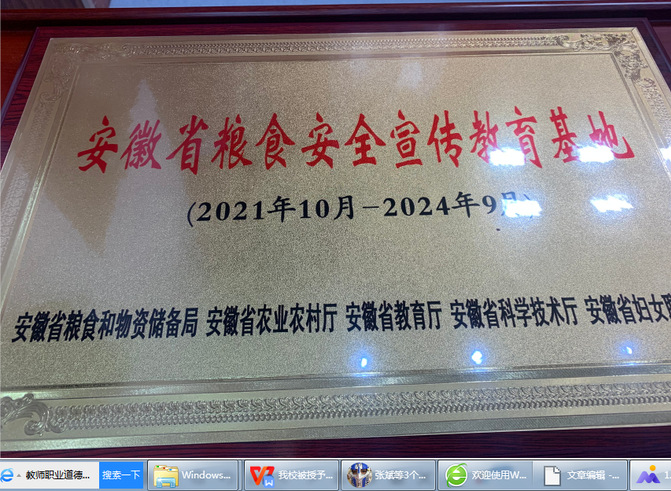 安徽省粮食安全宣传教育基地
(2021年10月-2024年9月)
安徽省粮食和物资储备局 安徽省农业农村厅 安徽省教育厅 安徽省科学技术厅 安徽省妇女
教师职业道德... 搜索一下 Windows... 我校被授予... 张斌等3个... 欢迎使用W... 文章编辑 -...